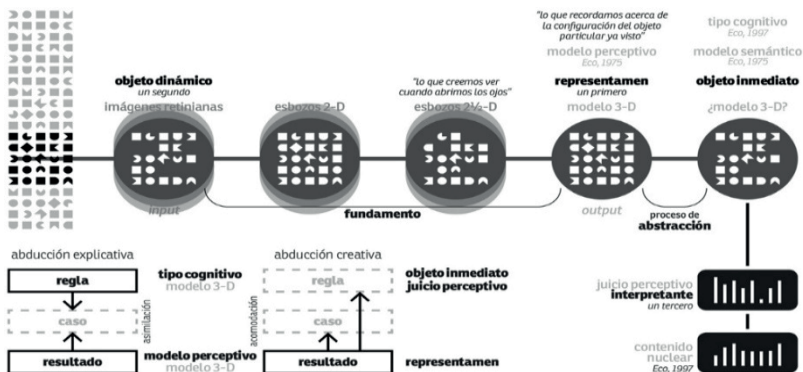 "lo que recordamos acerca de
la configuración del objeto
particular ya visto"
tipo cognitivo
Eco, 1997
modelo perceptivo
Eco, 1975
modelo semántico
Eco, 1975
objeto dinámico
un segundo
imágenes retinianas
esbozos 2-D
"lo que creemos ver
cuando abrimos los ojos"
esbozos 2½-D
representamen
un primero
modelo 3-D
objeto inmediato
¿modelo 3-D?
input
fundamento
output
proceso de
abstracción
abducción explicativa
regla
caso
resultado
asimilación
tipo cognitivo
modelo 3-D
modelo perceptivo
modelo 3-D
abducción creativa
regla
caso
resultado
acomodación
objeto inmediato
juicio perceptivo
representamen
juicio perceptivo
interpretante
un tercero
contenido
nuclear
Eco, 1997